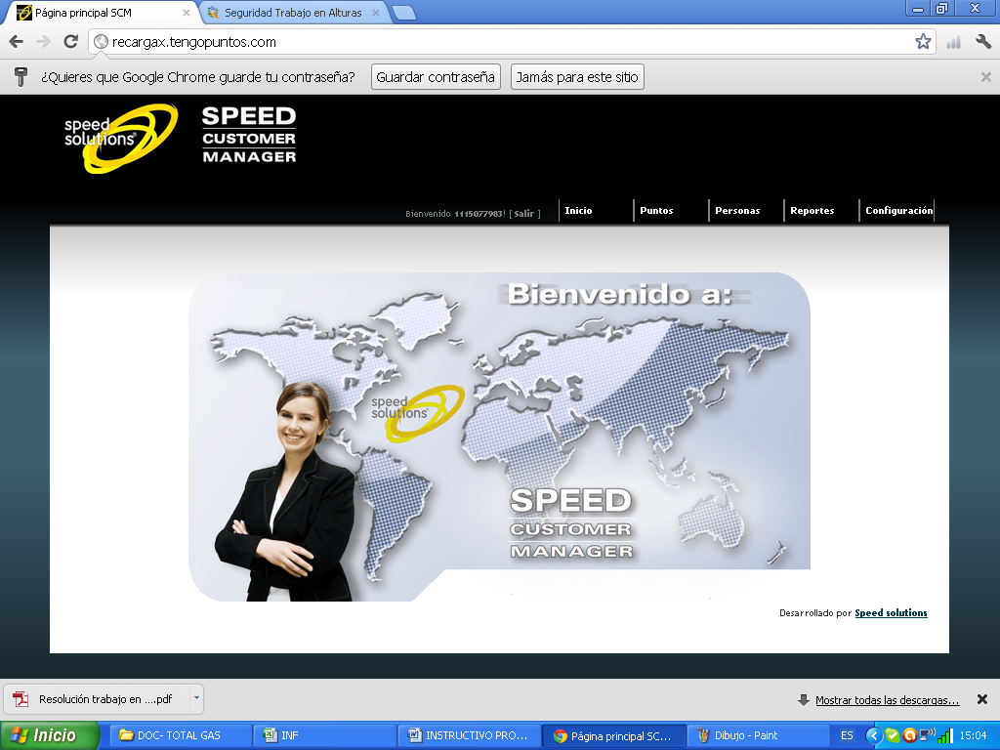 Página principal SCM
Seguridad Trabajo en Alturas
recargax.tengopuntos.com
¿Quieres que Google Chrome guarde tu contraseña?
Guardar contraseña
Jamás para este sitio
speed
solutions®
SPEED
CUSTOMER
MANAGER
Bienvenido 1115077983! [ Salir ]
Inicio
Puntos
Personas
Reportes
Configuración
Bienvenido a:
speed
solutions®
SPEED
CUSTOMER
MANAGER
Desarrollado por Speed solutions
Resolución trabajo en ....pdf
Mostrar todas las descargas...
Inicio
DOC- TOTAL GAS
INF
INSTRUCTIVO PRO...
Página principal SC...
Dibujo - Paint
ES
15:04